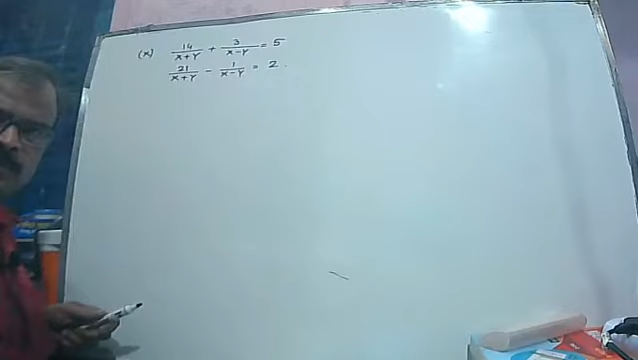 (x) 14/x+y + 3/x-y = 5
21/x+y - 1/x-y = 2.